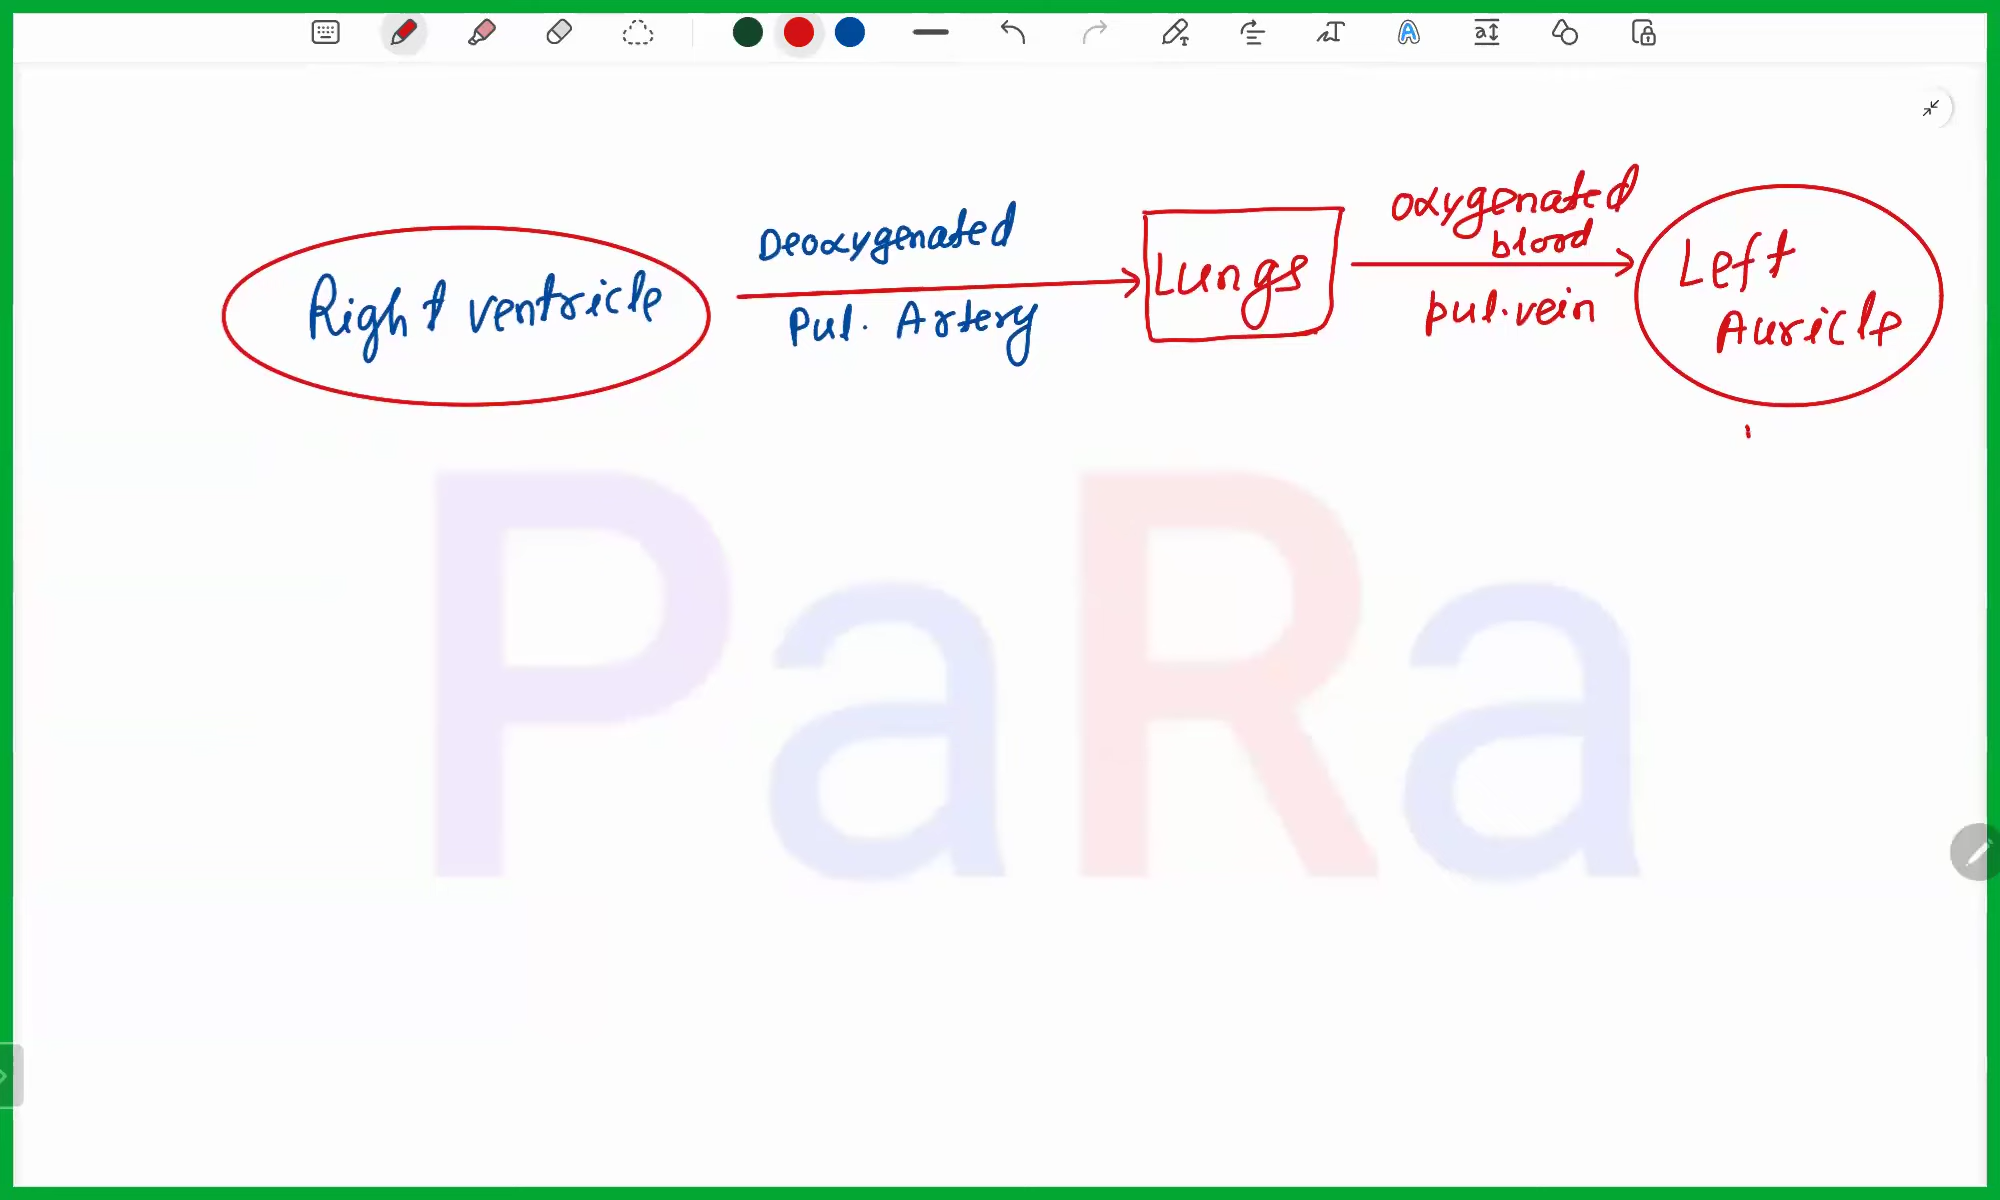 Right ventricle
Deoxygenated
Pul. Artery
Lungs
oxygenated
blood
pul. vein
Left
Auricle
PaRa